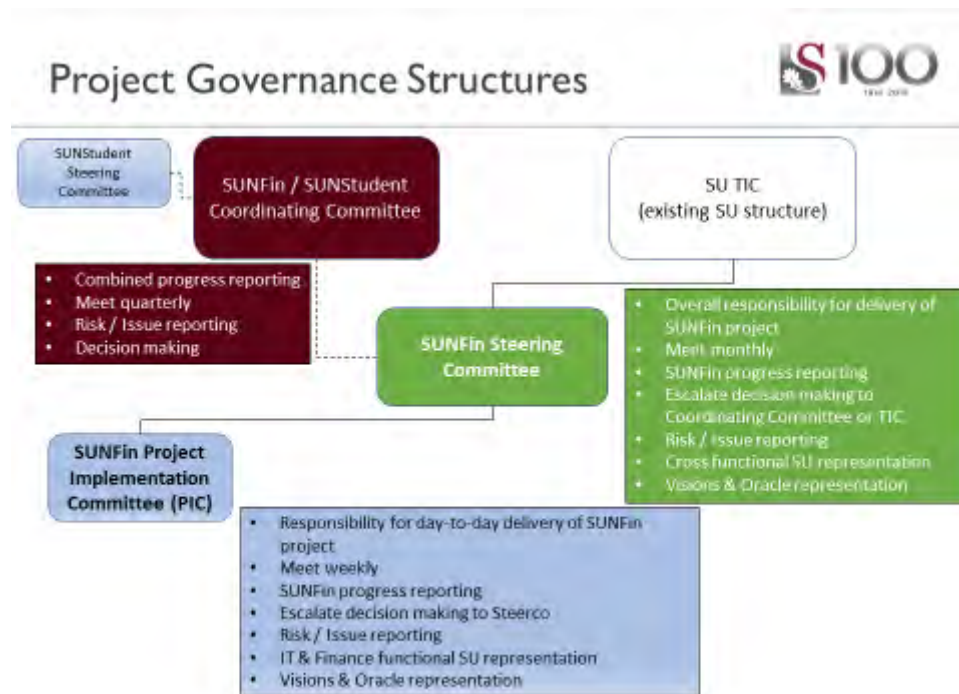 Project Governance Structures
S 100
SUNStudent
Steering
Committee
SUNFin / SUNStudent
Coordinating Committee
SU TIC
(existing SU structure)
• Combined progress reporting
• Meet quarterly
• Risk / Issue reporting
• Decision making
SUNFin Steering
Committee
• Overall responsibility for delivery of
SUNFin project
• Meet monthly
• SUNFin progress reporting
• Escalate decision making to
Coordinating Committee or TIC
• Risk / Issue reporting
• Cross functional SU representation
• Visions & Oracle representation
SUNFin Project
Implementation
Committee (PIC)
• Responsibility for day-to-day delivery of SUNFin
project
• Meet weekly
• SUNFin progress reporting
• Escalate decision making to Steerco
• Risk / Issue reporting
• IT & Finance functional SU representation
• Visions & Oracle representation